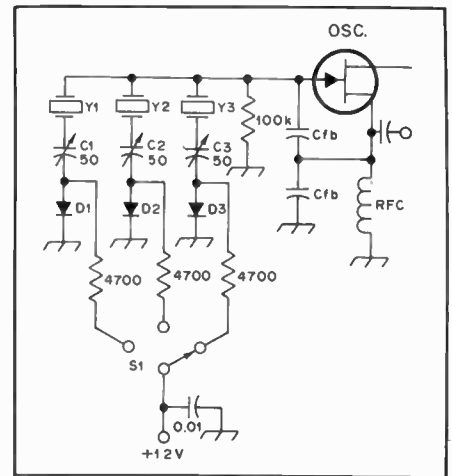 OSC.
Y1
Y2
Y3
100k
Cfb
C1
50
C2
50
C3
50
Cfb
D1
D2
D3
RFC
4700
4700
4700
S1
0.01
+12V